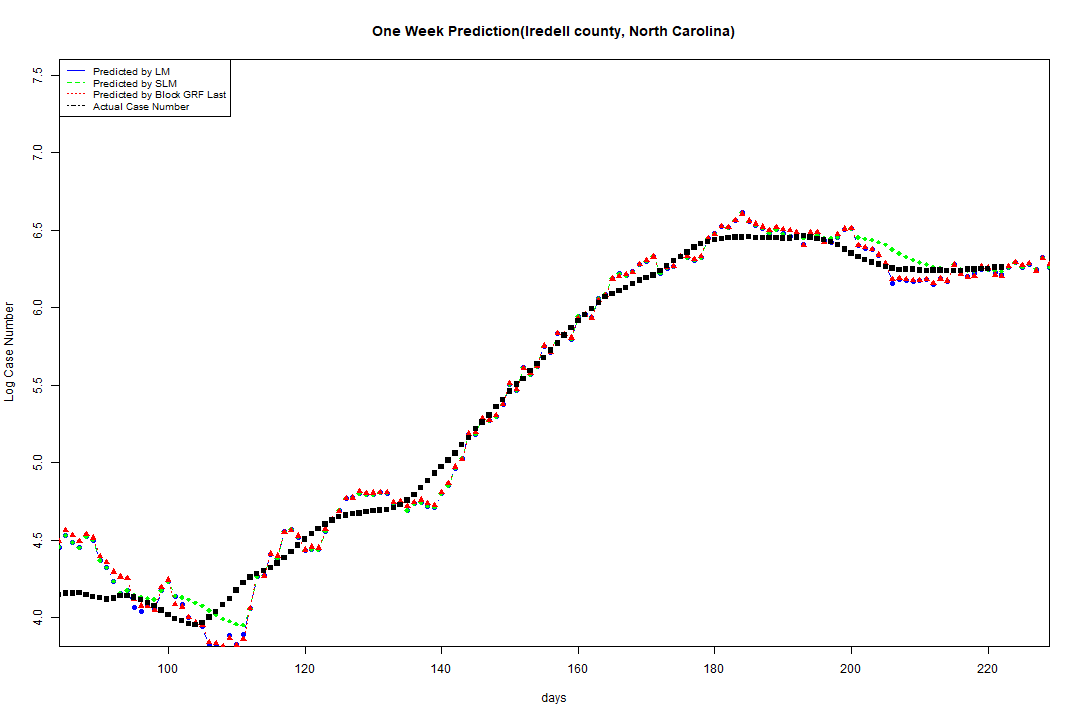 One Week Prediction(Iredell county, North Carolina)
Predicted by LM
Predicted by SLM
Predicted by Block GRF Last
Actual Case Number
Log Case Number
7.5
7.0
6.5
6.0
5.5
5.0
4.5
4.0
100 120 140 160 180 200 220
days